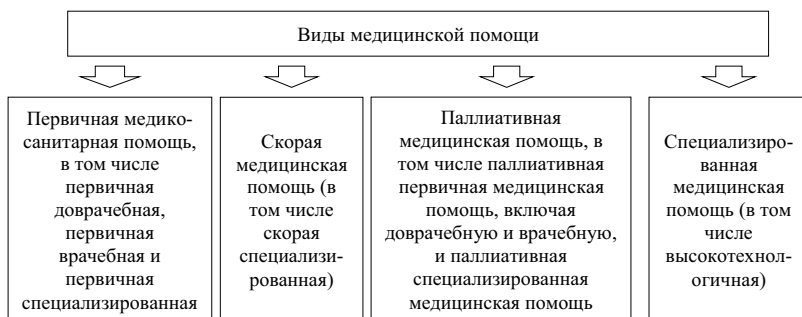 Виды медицинской помощи
Первичная медико-
санитарная помощь,
в том числе
первичная
доврачебная,
первичная
врачебная и
первичная
специализированная
Скорая
медицинская
помощь (в
том числе
скорая
специализи-
рованная)
Паллиативная
медицинская помощь, в
том числе паллиативная
первичная медицинская
помощь, включая
доврачебную и врачебную,
и паллиативная
специализированная
медицинская помощь
Специализиро-
ванная
медицинская
помощь (в том
числе
высокотехнол-
огичная)